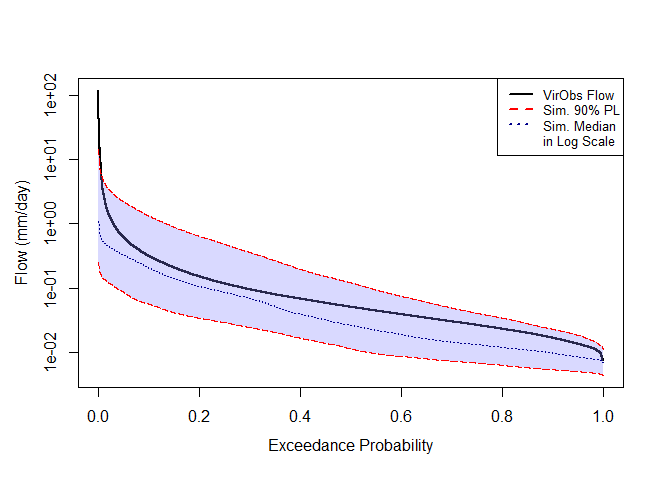 VirObs Flow
Sim. 90% PL
Sim. Median
in Log Scale
Flow (mm/day)
1e+02
1e+01
1e+00
1e-01
1e-02
0.0 0.2 0.4 0.6 0.8 1.0
Exceedance Probability